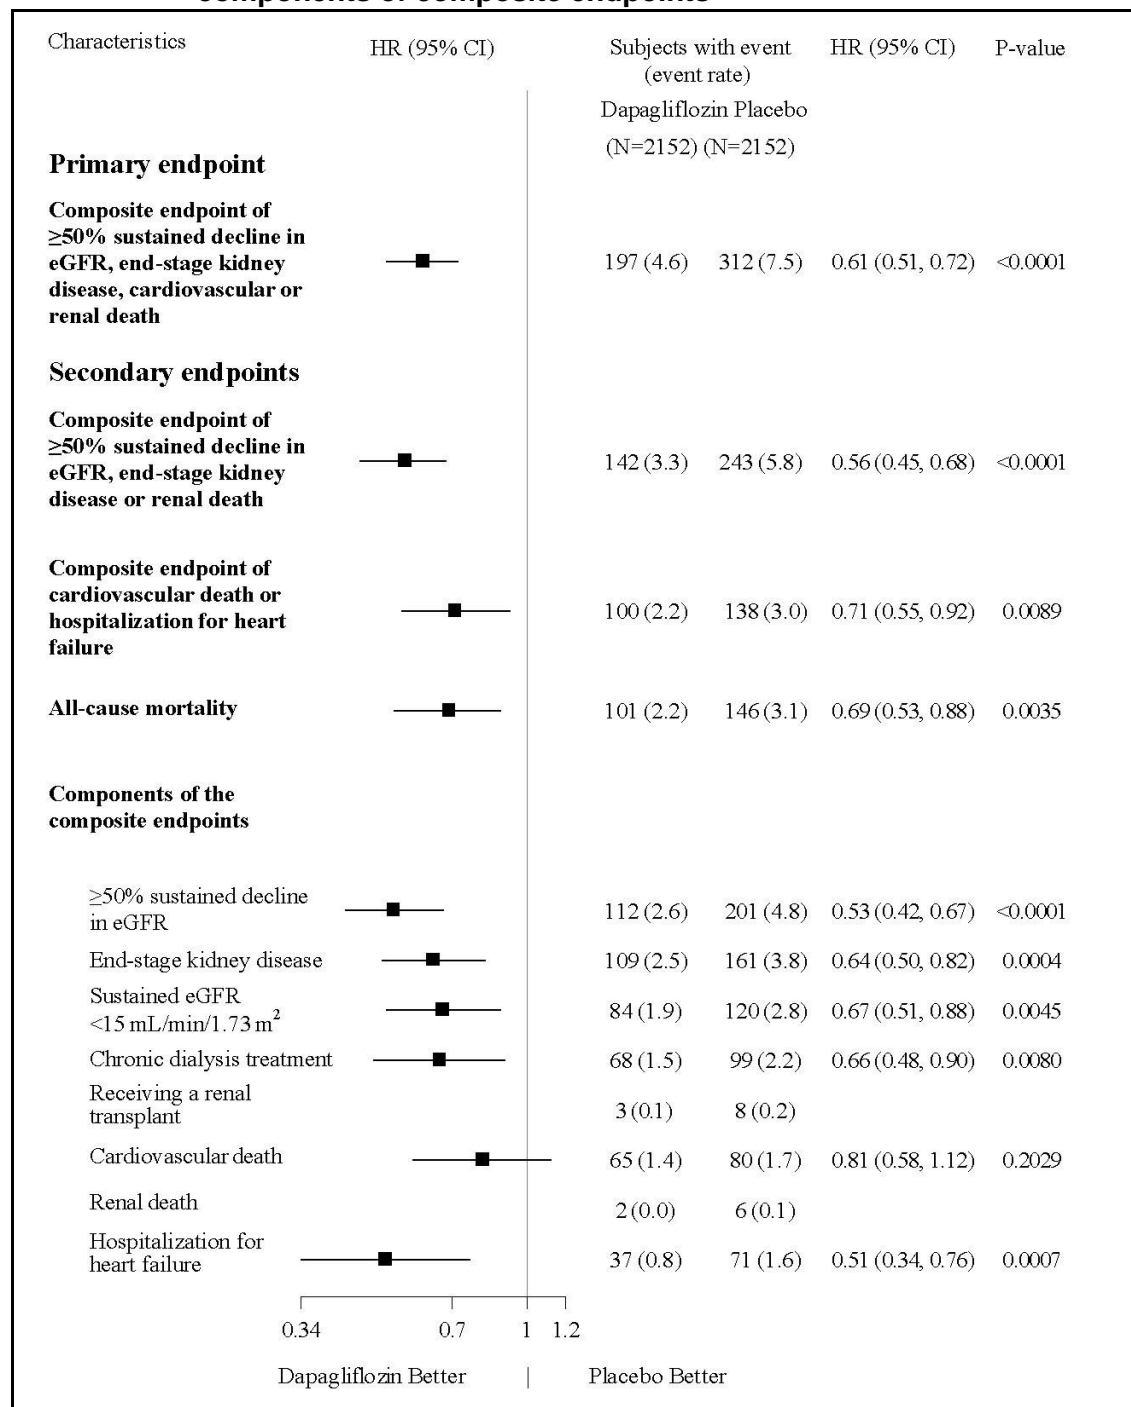 components of composite endpoints
Characteristics HR (95% CI) Subjects with event HR (95% CI) P-value
(event rate)
Dapagliflozin Placebo
(N=2152) (N=2152)
Primary endpoint
Composite endpoint of
≥50% sustained decline in
eGFR, end-stage kidney 197 (4.6) 312 (7.5) 0.61 (0.51, 0.72) <0.0001
disease, cardiovascular or
renal death
Secondary endpoints
Composite endpoint of
≥50% sustained decline in
eGFR, end-stage kidney 142 (3.3) 243 (5.8) 0.56 (0.45, 0.68) <0.0001
disease or renal death
Composite endpoint of
cardiovascular death or
hospitalization for heart 100 (2.2) 138 (3.0) 0.71 (0.55, 0.92) 0.0089
failure
All-cause mortality 101 (2.2) 146 (3.1) 0.69 (0.53, 0.88) 0.0035
Components of the
composite endpoints
≥50% sustained decline
in eGFR 112 (2.6) 201 (4.8) 0.53 (0.42, 0.67) <0.0001
End-stage kidney disease 109 (2.5) 161 (3.8) 0.64 (0.50, 0.82) 0.0004
Sustained eGFR
<15 mL/min/1.73 m² 84 (1.9) 120 (2.8) 0.67 (0.51, 0.88) 0.0045
Chronic dialysis treatment 68 (1.5) 99 (2.2) 0.66 (0.48, 0.90) 0.0080
Receiving a renal
transplant 3 (0.1) 8 (0.2)
Cardiovascular death 65 (1.4) 80 (1.7) 0.81 (0.58, 1.12) 0.2029
Renal death 2 (0.0) 6 (0.1)
Hospitalization for
heart failure 37 (0.8) 71 (1.6) 0.51 (0.34, 0.76) 0.0007
0.34 0.7 1 1.2
Dapagliflozin Better | Placebo Better